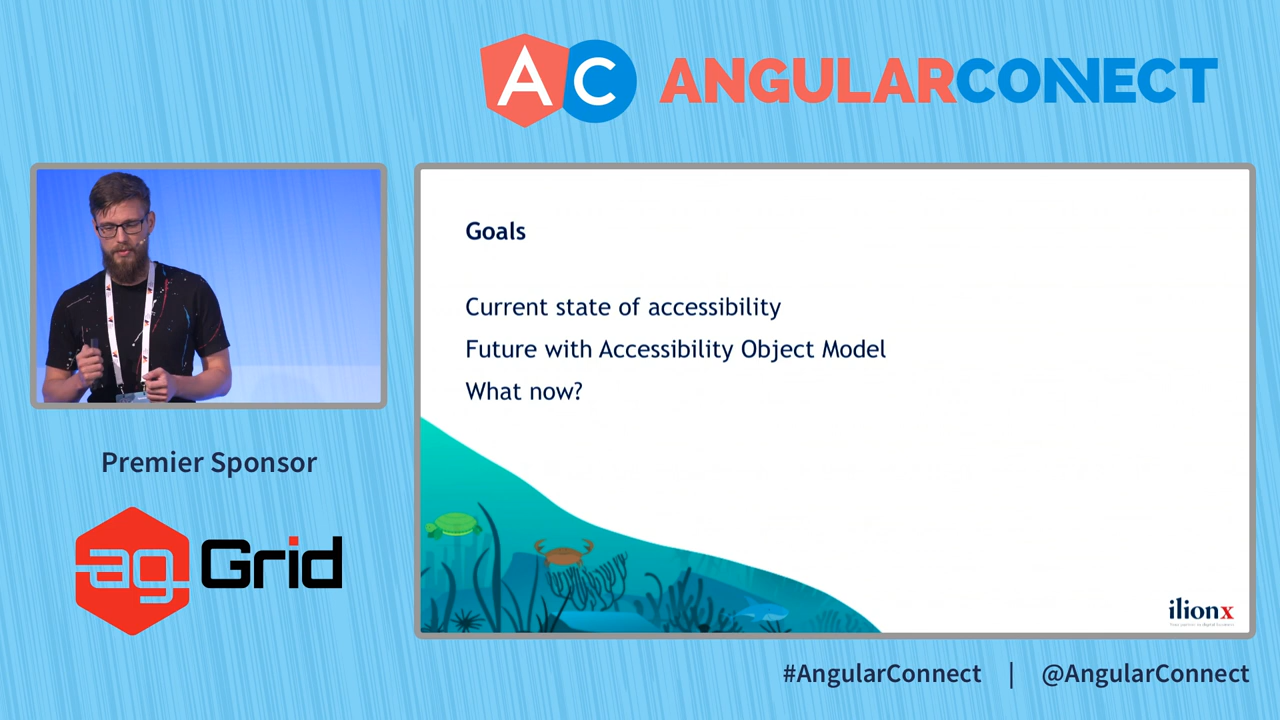 AC ANGULARCONNECT
Goals
Current state of accessibility
Future with Accessibility Object Model
What now?
Premier Sponsor
ag Grid
ilionx
#AngularConnect | @AngularConnect